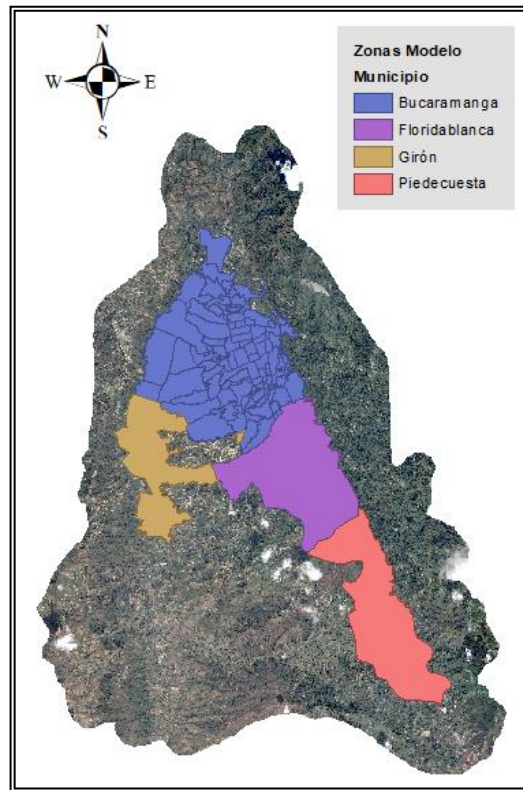 N
W E
S
Zonas Modelo
Municipio
Bucaramanga
Floridablanca
Girón
Piedecuesta